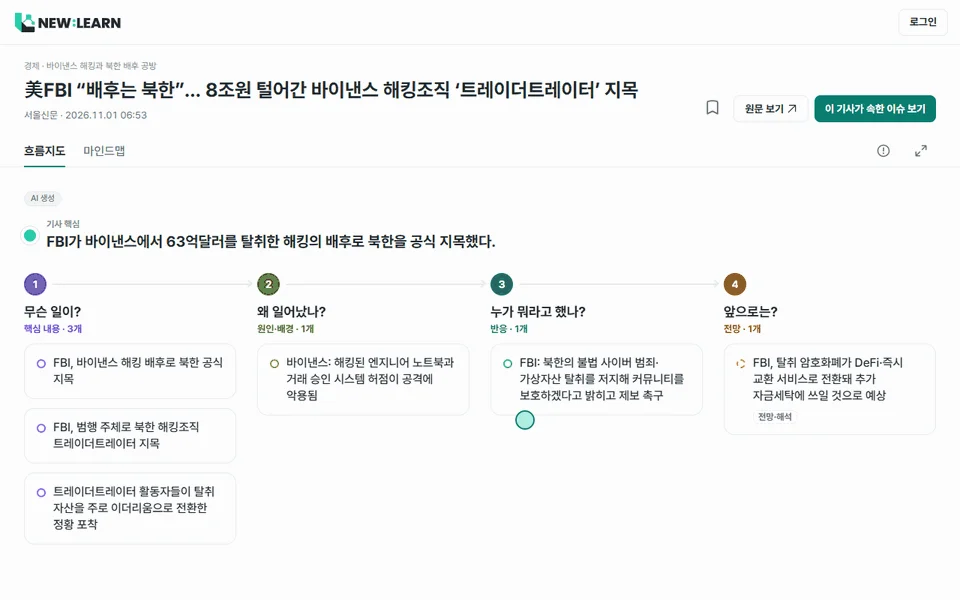 NEW:LEARN
로그인
경제 · 바이낸스 해킹과 북한 배후 공방
美FBI “배후는 북한”… 8조원 털어간 바이낸스 해킹조직 ‘트레이더트레이터’ 지목
서울신문 · 2026.11.01 06:53
원문 보기
이 기사가 속한 이슈 보기
흐름지도
마인드맵
AI 생성
기사 핵심
FBI가 바이낸스에서 63억달러를 탈취한 해킹의 배후로 북한을 공식 지목했다.
1
무슨 일이?
핵심 내용 · 3개
FBI, 바이낸스 해킹 배후로 북한 공식
지목
FBI, 범행 주체로 북한 해킹조직
트레이더트레이터 지목
트레이더트레이터 활동자들이 탈취
자산을 주로 이더리움으로 전환한
정황 포착
2
왜 일어났나?
원인·배경 · 1개
바이낸스: 해킹된 엔지니어 노트북과
거래 승인 시스템 허점이 공격에
악용됨
3
누가 뭐라고 했나?
반응 · 1개
FBI: 북한의 불법 사이버 범죄·
가상자산 탈취를 저지해 커뮤니티를
보호하겠다고 밝히고 제보 촉구
4
앞으로는?
전망 · 1개
FBI, 탈취 암호화폐가 DeFi·즉시
교환 서비스로 전환돼 추가
자금세탁에 쓰일 것으로 예상
전망·해석